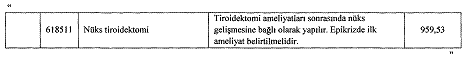 "
618511 Nüks tiroidektomi Tiroidektomi ameliyatları sonrasında nüks
gelişmesine bağlı olarak yapılır. Epikrizde ilk
ameliyat belirtilmelidir. 959,53
"